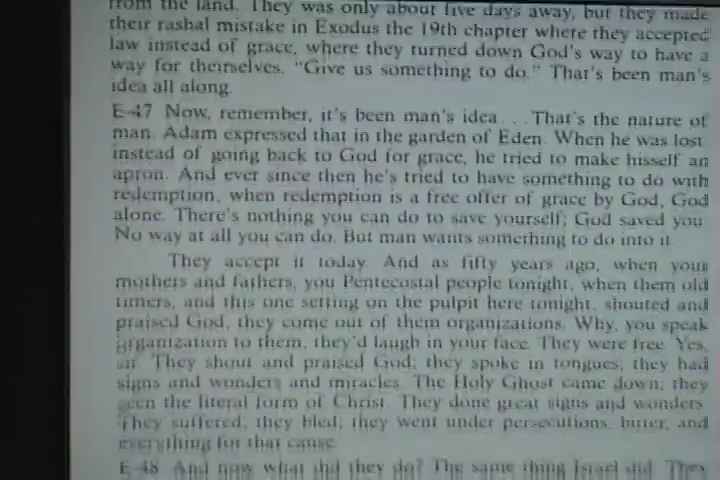 from the land. They was only about five days away, but they made
their rashal mistake in Exodus the 19th chapter where they accepted
law instead of grace, where they turned down God's way to have a
way for theirselves. "Give us something to do." That's been man's
idea all along.
E-47 Now, remember, it's been man's idea. . . That's the nature of
man. Adam expressed that in the garden of Eden. When he was lost
instead of going back to God for grace, he tried to make hisself an
apron. And ever since then he's tried to have something to do with
redemption, when redemption is a free offer of grace by God, God
alone. There's nothing you can do to save yourself; God saved you.
No way at all you can do. But man wants something to do into it.
They accept it today. And as fifty years ago, when your
mothers and fathers, you Pentecostal people tonight, when them old
timers, and this one setting on the pulpit here tonight, shouted and
praised God, they come out of them organizations. Why, you speak
organization to them, they'd laugh in your face. They were free. Yes,
sir. They shout and praised God; they spoke in tongues, they had
signs and wonders and miracles. The Holy Ghost came down; they
seen the literal form of Christ. They done great signs and wonders.
They suffered; they bled; they went under persecutions, bitter, and
everything for that cause.
E-48 And now what did they do? The same thing Israel did. They